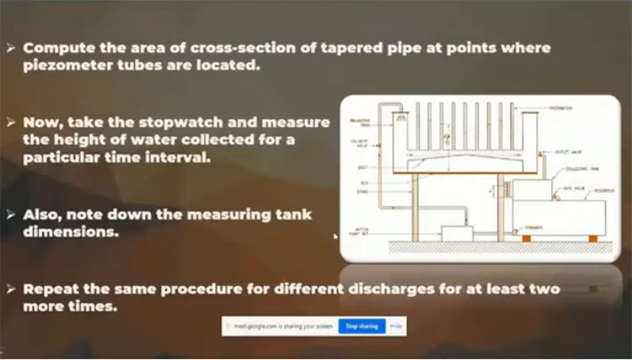 Compute the area of cross-section of tapered pipe at points where
piezometer tubes are located.
Now, take the stopwatch and measure
the height of water collected for a
particular time interval.
Also, note down the measuring tank
dimensions.
Repeat the same procedure for different discharges for at least two
more times.
PIEZOMETER
OUTLET VALVE
COLLECTING TANK
GATE VALVE
meet.google.com is sharing your screen.
Stop sharing
Hide